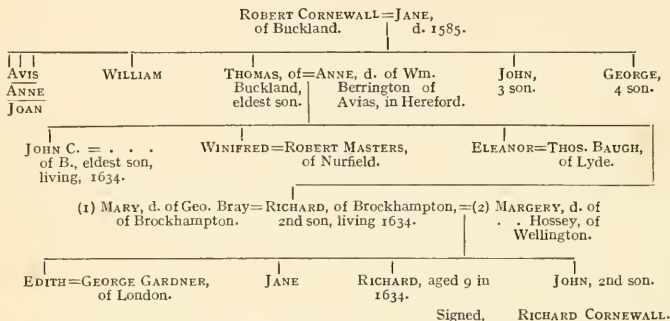 ROBERT CORNEWALL=JANE,
of Buckland. d. 1585.
AVIS WILLIAM THOMAS, of=ANNE, d. of Wm. JOHN, GEORGE,
ANNE Buckland, Berrington of 3 son. 4 son.
JOAN eldest son. Avias, in Hereford.
JOHN C. = . . . WINIFRED=ROBERT MASTERS, ELEANOR=THOS. BAUGH,
of B., eldest son, of Nurfield. of Lyde.
living, 1634.
(1) MARY, d. of Geo. Bray=RICHARD, of Brockhampton,=(2) MARGERY, d. of
of Brockhampton. 2nd son, living 1634. . . Hossey, of
Wellington.
EDITH=GEORGE GARDNER, JANE RICHARD, aged 9 in JOHN, 2nd son.
of London. 1634.
Signed, RICHARD CORNEWALL.